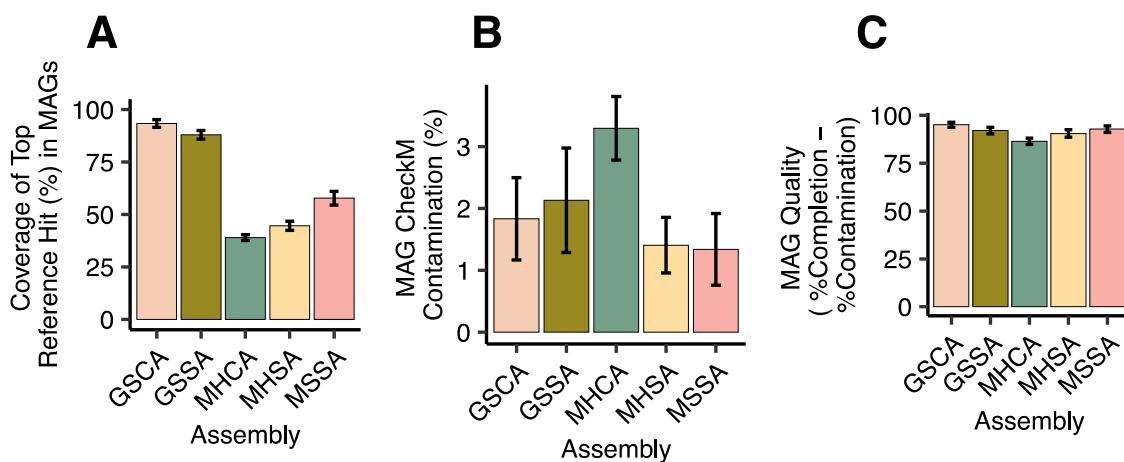 A
Coverage of Top
Reference Hit (%) in MAGs
100
75
50
25
0
GSCA
GSSA
MHCA
MHSA
MSSA
Assembly
B
MAG CheckM
Contamination (%)
3
2
1
0
GSCA
GSSA
MHCA
MHSA
MSSA
Assembly
C
MAG Quality
( %Completion −
%Contamination)
100
75
50
25
0
GSCA
GSSA
MHCA
MHSA
MSSA
Assembly